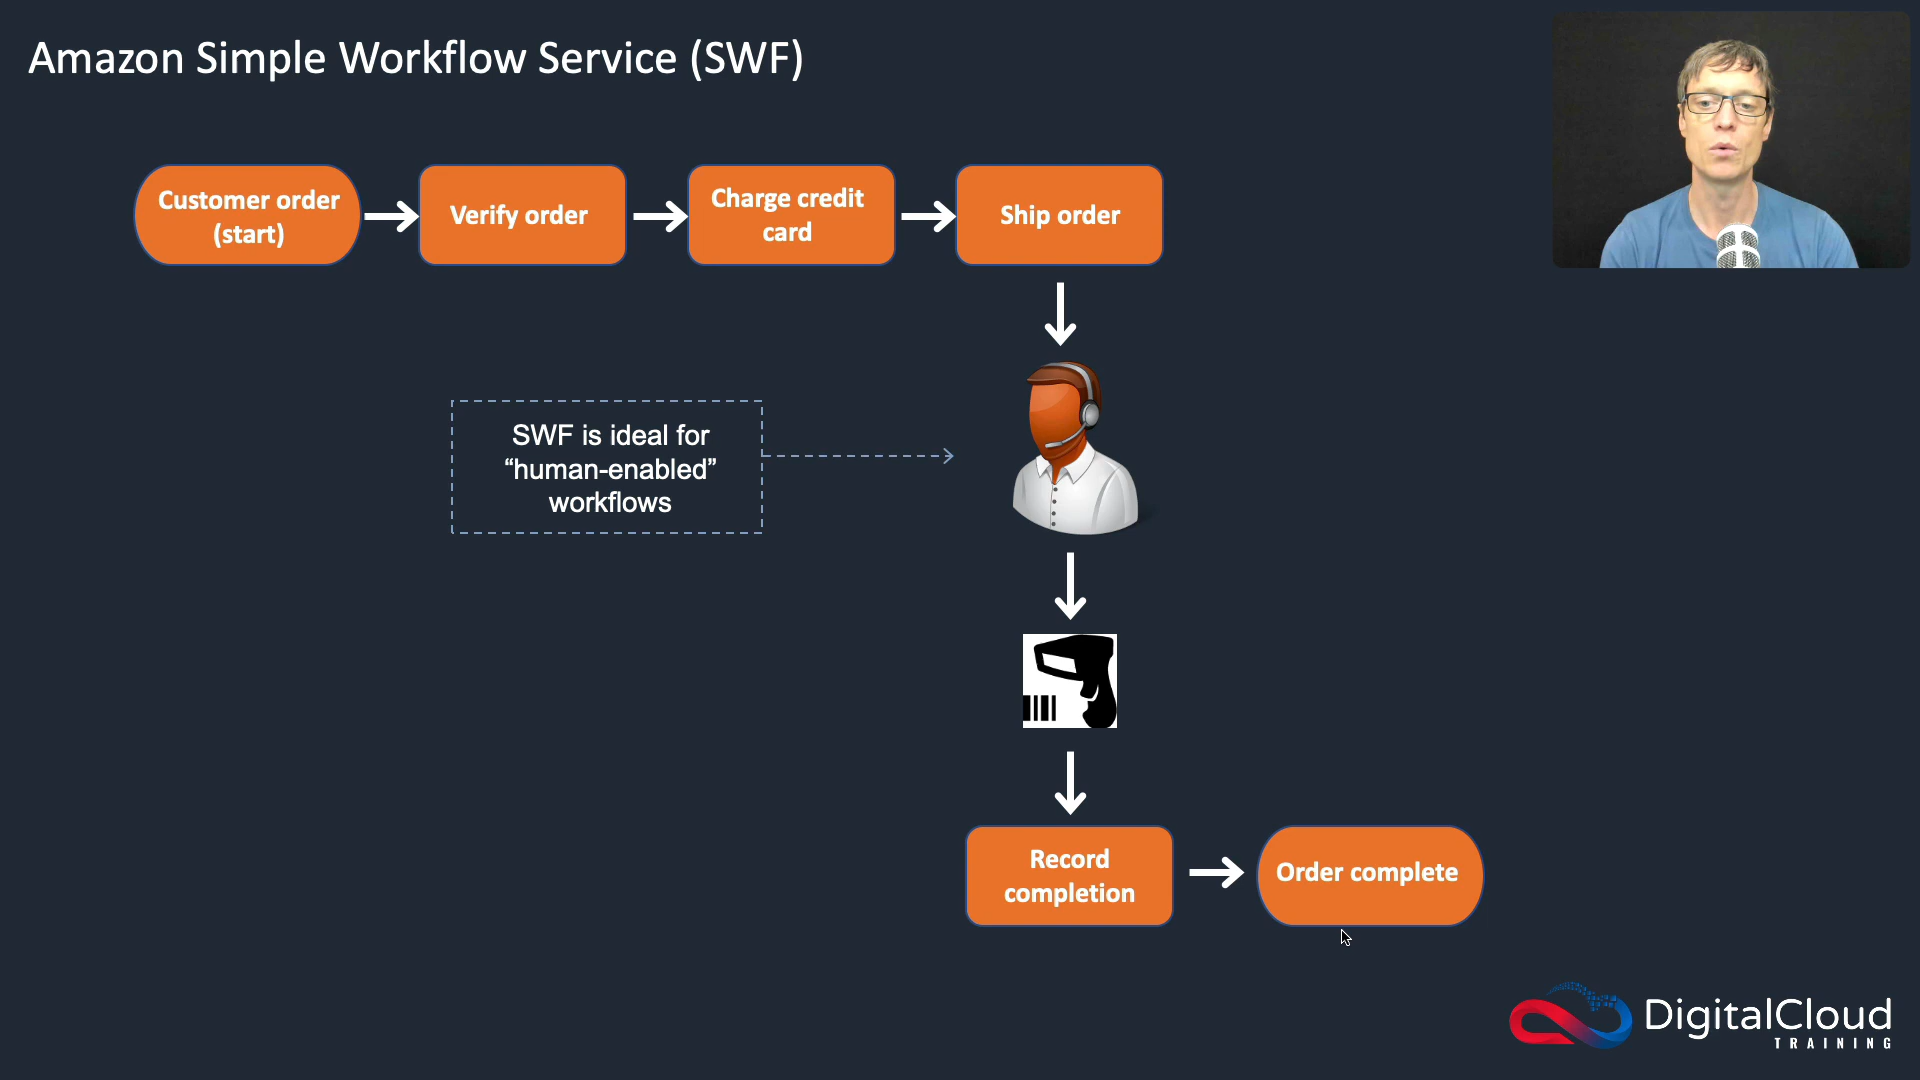 Amazon Simple Workflow Service (SWF)
Customer order
(start)
Verify order
Charge credit
card
Ship order
SWF is ideal for
“human-enabled”
workflows
Record
completion
Order complete
DigitalCloud
TRAINING